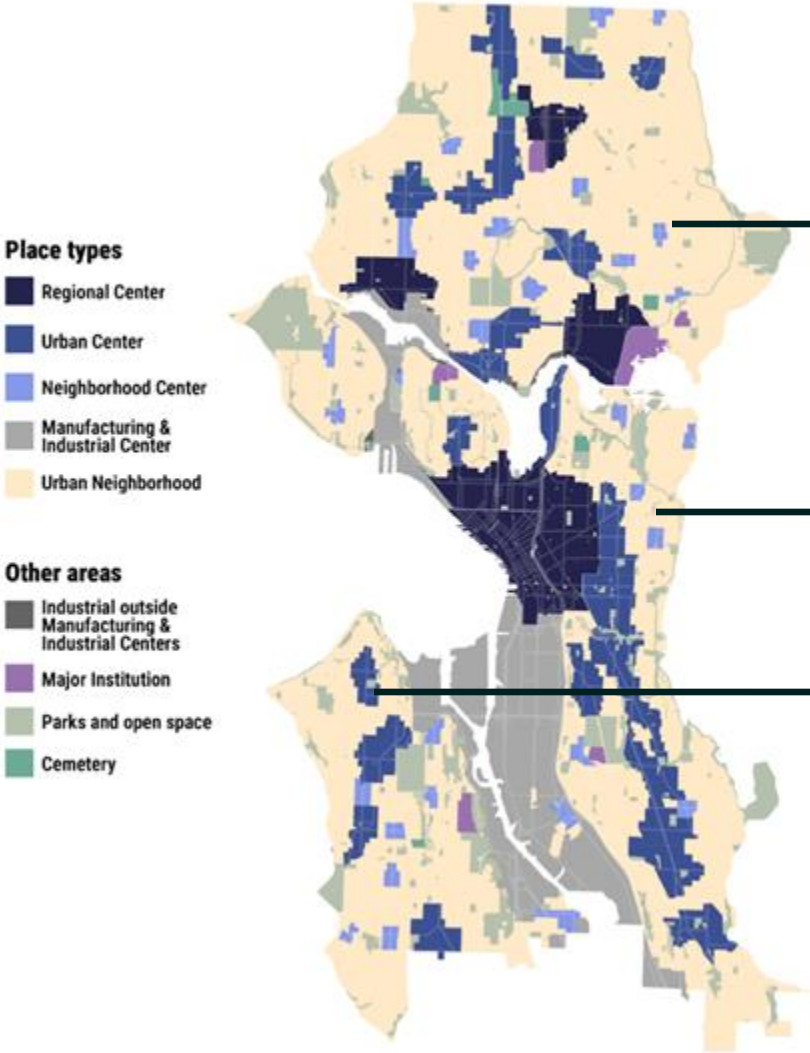 Place types
Regional Center
Urban Center
Neighborhood Center
Manufacturing &
Industrial Center
Urban Neighborhood
Other areas
Industrial outside
Manufacturing &
Industrial Centers
Major Institution
Parks and open space
Cemetery